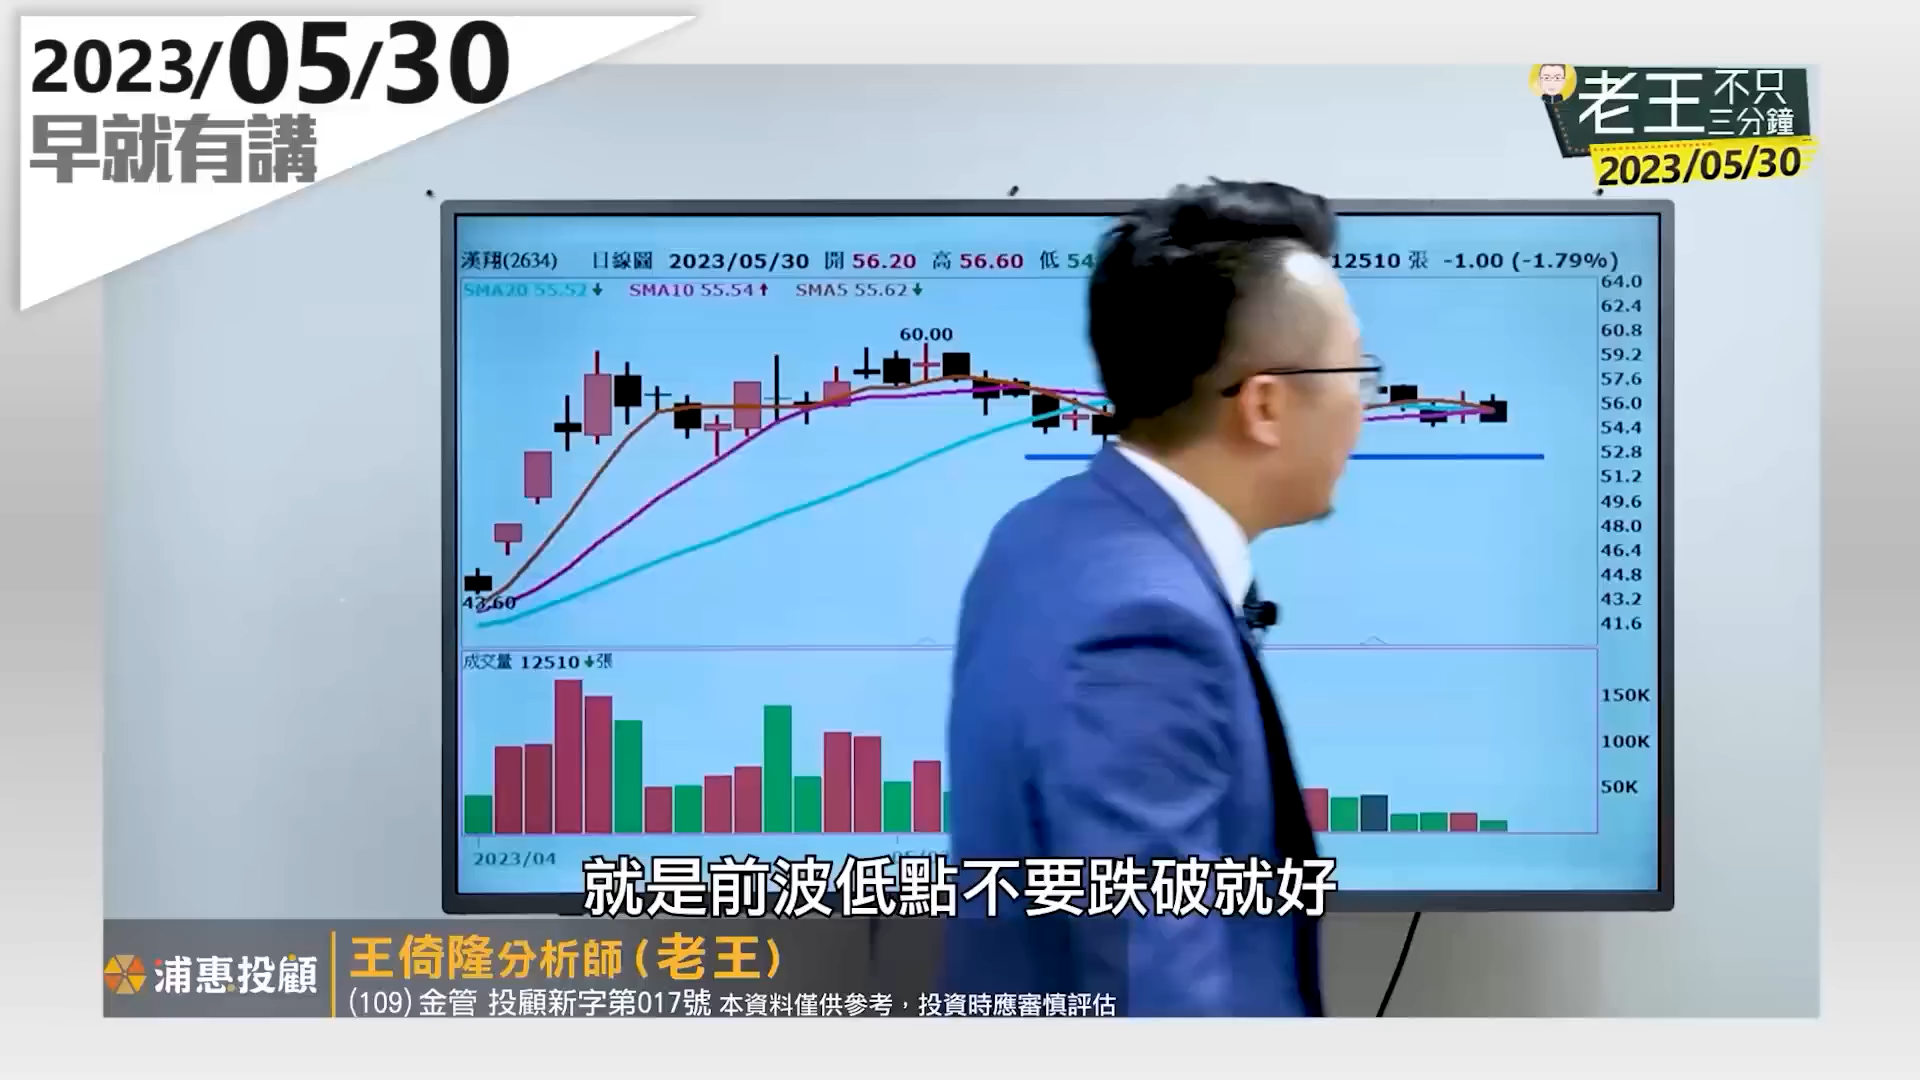 2023/05/30
早就有講
老王不只三分鐘
2023/05/30
漢翔(2634) 日線圖 2023/05/30 開 56.20 高 56.60 低 54 12510 張 -1.00 (-1.79%)
SMA20 55.52↓ SMA10 55.54↑ SMA5 55.62↓
64.0
62.4
60.8
60.00
59.2
57.6
56.0
54.4
52.8
51.2
49.6
48.0
46.4
44.8
43.60
43.2
41.6
成交量 12510↓張
150K
100K
50K
2023/04
就是前波低點不要跌破就好
浦惠投顧
王倚隆分析師(老王)
(109)金管 投顧新字第017號 本資料僅供參考，投資時應審慎評估